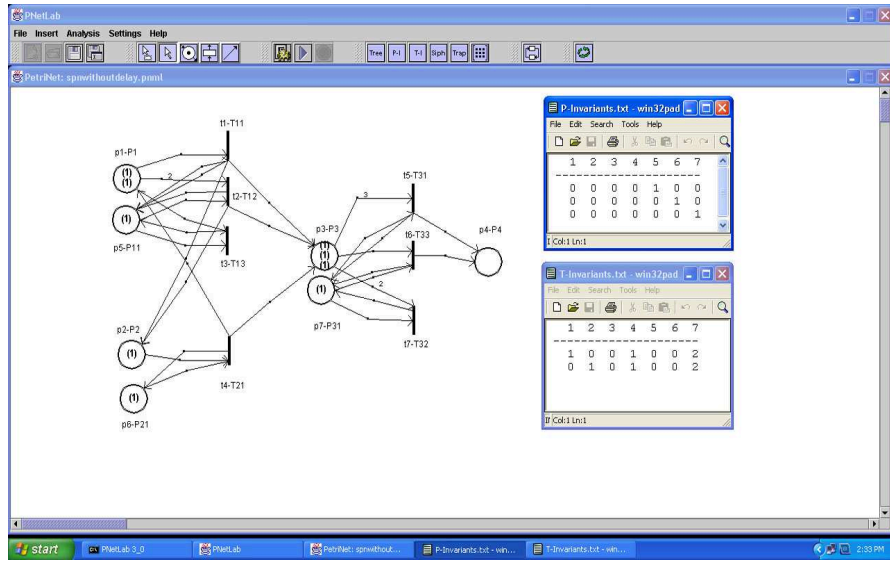 PNetLab
File Insert Analysis Settings Help
Tree P-I T-I Siph Trap
PetriNet: spnwithoutdelay.pnml
t1-T11
p1-P1
(1)
(1)
2
t2-T12
(1)
p5-P11
t3-T13
p2-P2
(1)
t4-T21
(1)
p6-P21
t5-T31
3
p3-P3
(1)
(1)
(1)
t6-T33
p4-P4
2
(1)
p7-P31
t7-T32
P-Invariants.txt - win32pad
File Edit Search Tools Help
1 2 3 4 5 6 7
---------------------------
0 0 0 0 1 0 0
0 0 0 0 0 1 0
0 0 0 0 0 0 1
Col:1 Ln:1
T-Invariants.txt - win32pad
File Edit Search Tools Help
1 2 3 4 5 6 7
---------------------------
1 0 0 1 0 0 2
0 1 0 1 0 0 2
Col:1 Ln:1
start PNetLab 3_0 PNetLab PetriNet: spnwithout... P-Invariants.txt - win... T-Invariants.txt - win... 2:33 PM